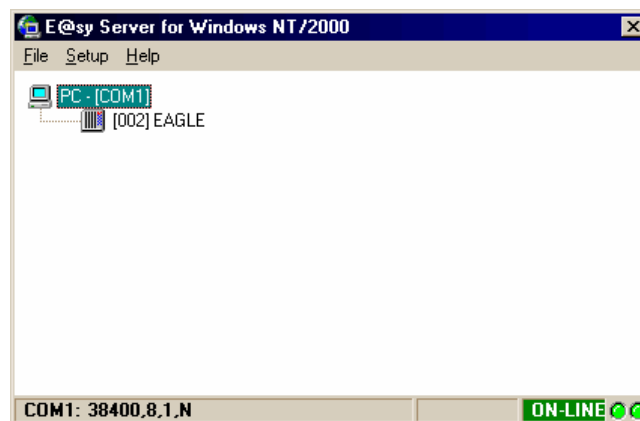 E@sy Server for Windows NT/2000
File Setup Help
PC - [COM1]
[002] EAGLE
COM1: 38400,8,1,N ON-LINE